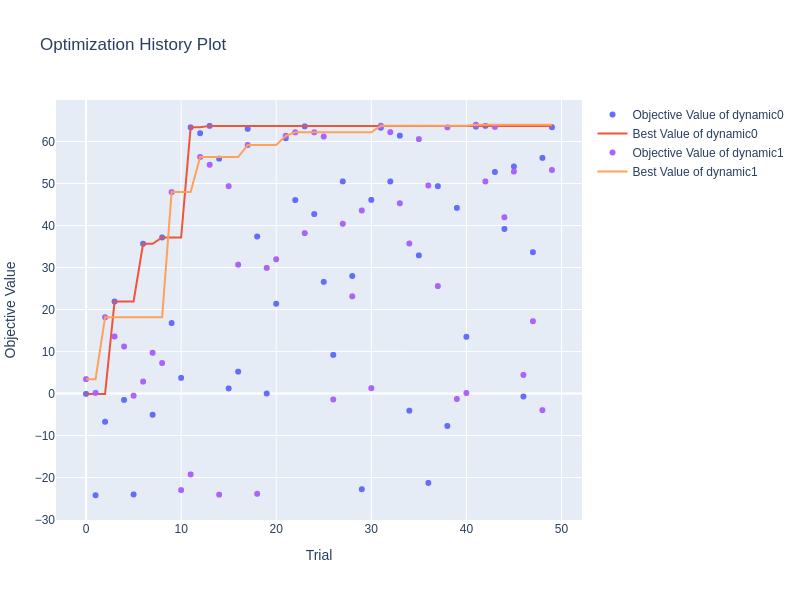 Optimization History Plot
Objective Value of dynamic0
Best Value of dynamic0
Objective Value of dynamic1
Best Value of dynamic1
60
50
40
30
20
10
0
−10
−20
−30
Objective Value
0 10 20 30 40 50
Trial